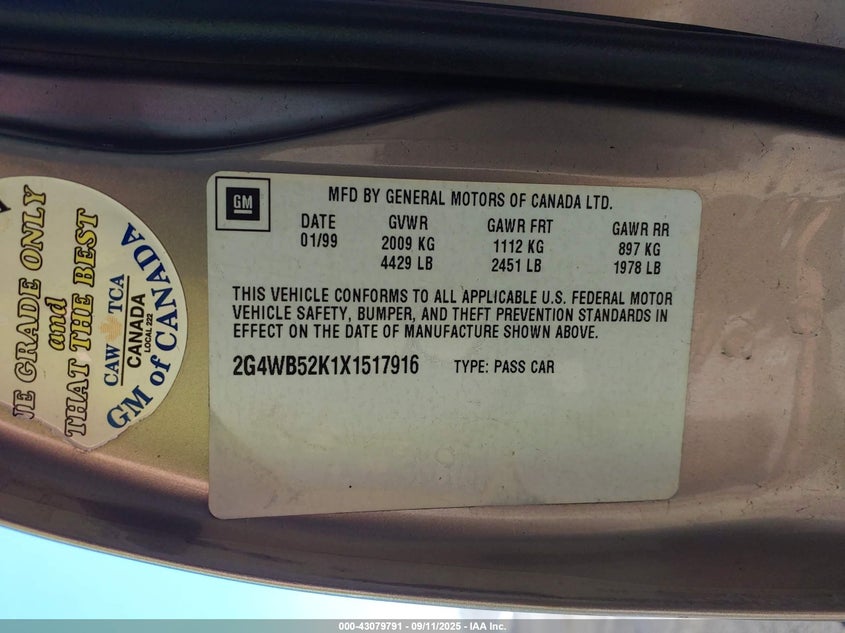 GM
MFD BY GENERAL MOTORS OF CANADA LTD.
DATE GVWR GAWR FRT GAWR RR
01/99 2009 KG 1112 KG 897 KG
4429 LB 2451 LB 1978 LB
THIS VEHICLE CONFORMS TO ALL APPLICABLE U.S. FEDERAL MOTOR
VEHICLE SAFETY, BUMPER, AND THEFT PREVENTION STANDARDS IN
EFFECT ON THE DATE OF MANUFACTURE SHOWN ABOVE.
2G4WB52K1X1517916 TYPE: PASS CAR
GRADE ONLY
and
THAT THE BEST
CAW TCA
CANADA
LOCAL 222
GM of CANADA
000-43079791 - 09/11/2025 - IAA Inc.